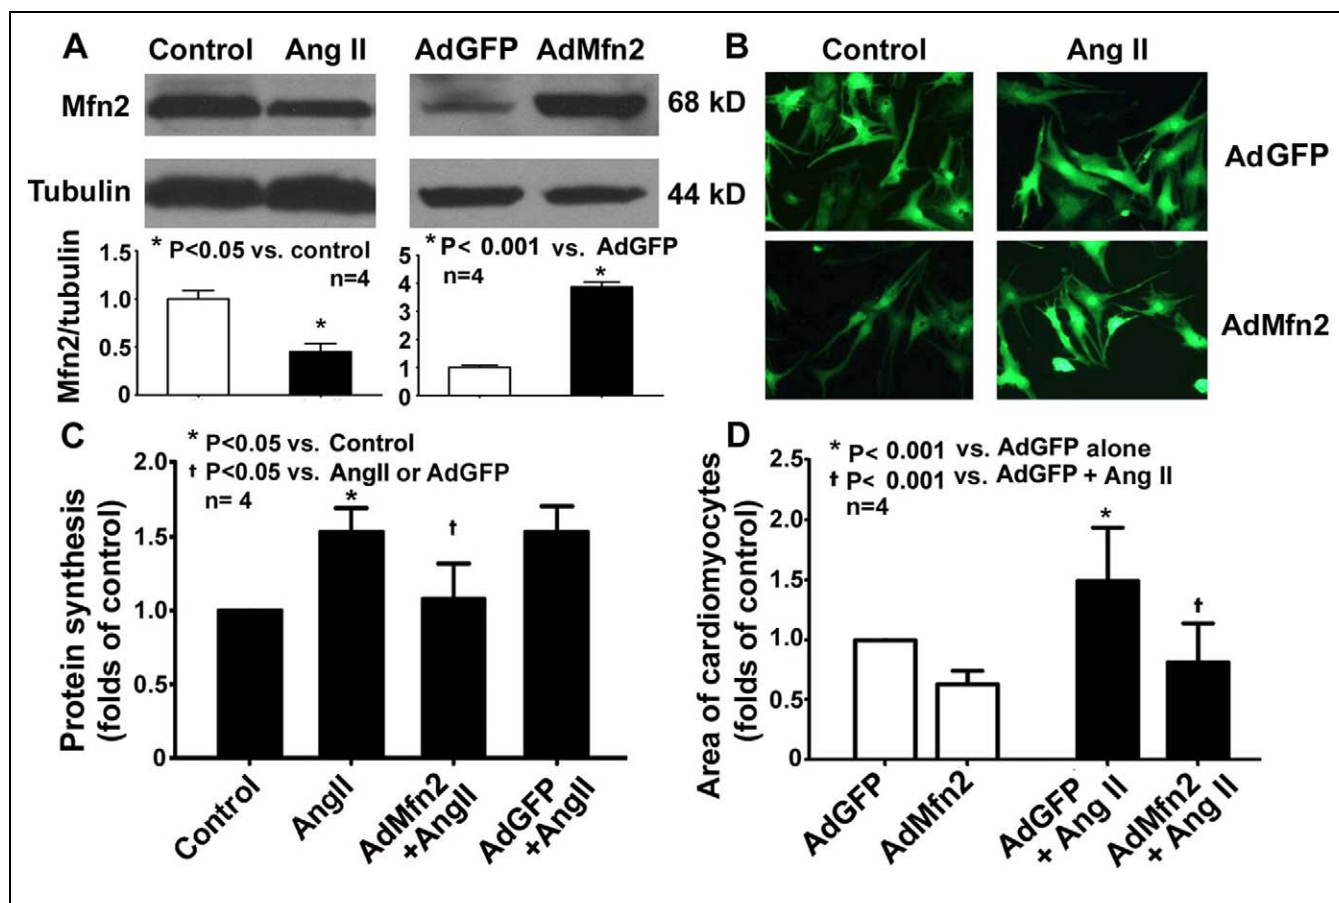 A
Control Ang II AdGFP AdMfn2
Mfn2 68 kD
Tubulin 44 kD
Mfn2/tubulin
1.5
1.0
0.5
0
* P<0.05 vs. control
n=4
*
5
4
3
2
1
0
* P< 0.001 vs. AdGFP
n=4
*
B
Control Ang II
AdGFP
AdMfn2
C
* P<0.05 vs. Control
† P<0.05 vs. AngII or AdGFP
n= 4
Protein synthesis
(folds of control)
2.0
1.5
1.0
0.5
0
*
†
Control
AngII
AdMfn2
+AngII
AdGFP
+AngII
D
* P< 0.001 vs. AdGFP alone
† P< 0.001 vs. AdGFP + Ang II
n=4
Area of cardiomyocytes
(folds of control)
2.5
2.0
1.5
1.0
0.5
0
*
†
AdGFP
AdMfn2
AdGFP
+ Ang II
AdMfn2
+ Ang II